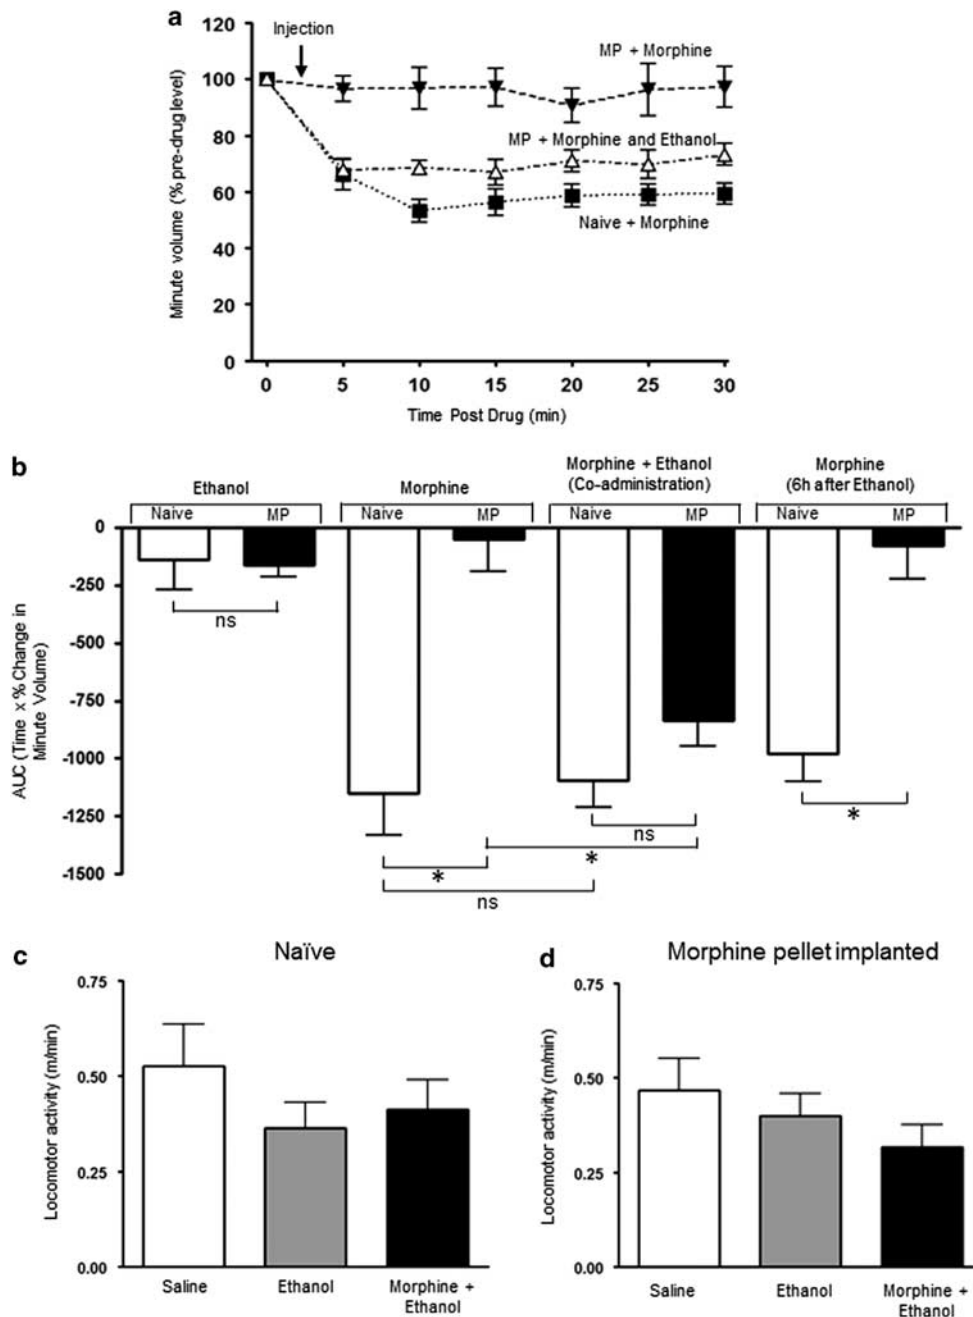 a
Injection
MP + Morphine
MP + Morphine and Ethanol
Naive + Morphine
Minute volume (% pre-drug level)
120
100
80
60
40
20
0
0 5 10 15 20 25 30
Time Post Drug (min)
b
Ethanol
Morphine
Morphine + Ethanol
(Co-administration)
Morphine
(6h after Ethanol)
Naive MP Naive MP Naive MP Naive MP
AUC (Time x % Change in
Minute Volume)
0
-250
-500
-750
-1000
-1250
-1500
ns
*
ns
*
ns
*
c
Naïve
Locomotor activity (m/min)
0.75
0.50
0.25
0.00
Saline
Ethanol
Morphine +
Ethanol
d
Morphine pellet implanted
Locomotor activity (m/min)
0.75
0.50
0.25
0.00
Saline
Ethanol
Morphine +
Ethanol